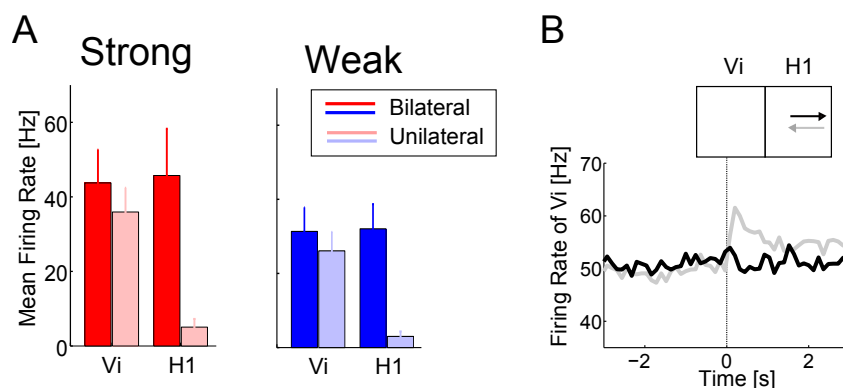 A
Strong
Weak
Bilateral
Unilateral
Mean Firing Rate [Hz]
60
40
20
0
Vi
H1
Vi
H1
B
Vi
H1
Firing Rate of Vi [Hz]
70
60
50
40
−2
0
2
Time [s]